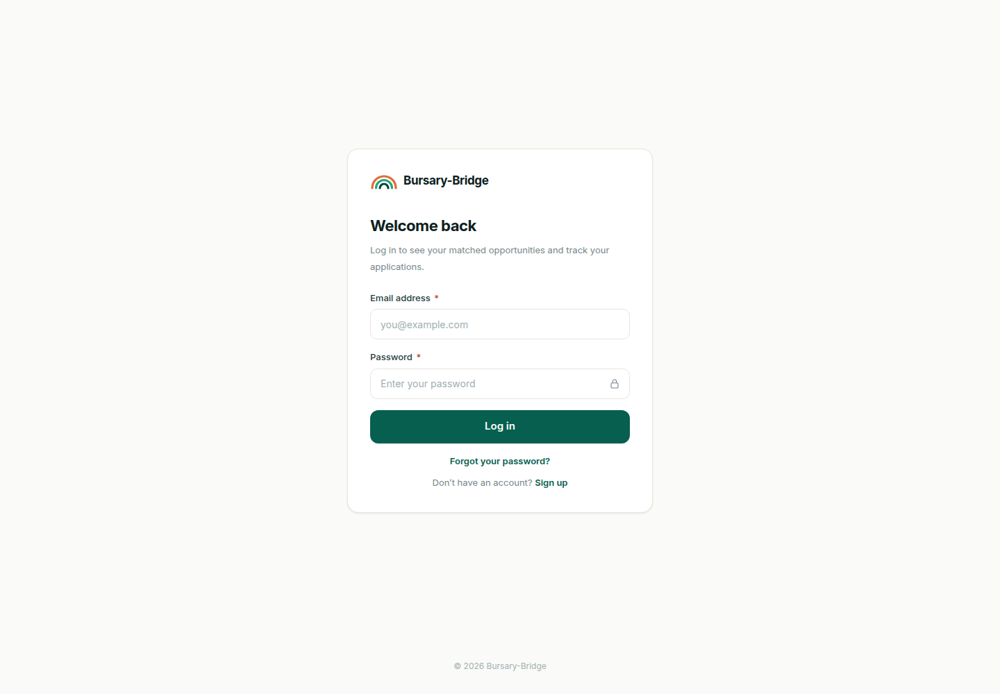 Bursary-Bridge
Welcome back
Log in to see your matched opportunities and track your
applications.
Email address *
you@example.com
Password *
Enter your password
Log in
Forgot your password?
Don't have an account? Sign up
© 2026 Bursary-Bridge